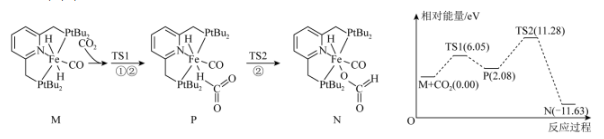 PtBu₂
H
N
Fe
CO
H
PtBu₂
M
CO₂
TS1
①②
PtBu₂
H
N
Fe
CO
H
PtBu₂
C
O
O
P
TS2
②
PtBu₂
H
N
Fe
CO
O
C
H
O
PtBu₂
N
相对能量/eV
TS2(11.28)
TS1(6.05)
P(2.08)
M+CO₂(0.00)
N(-11.63)
O
反应过程